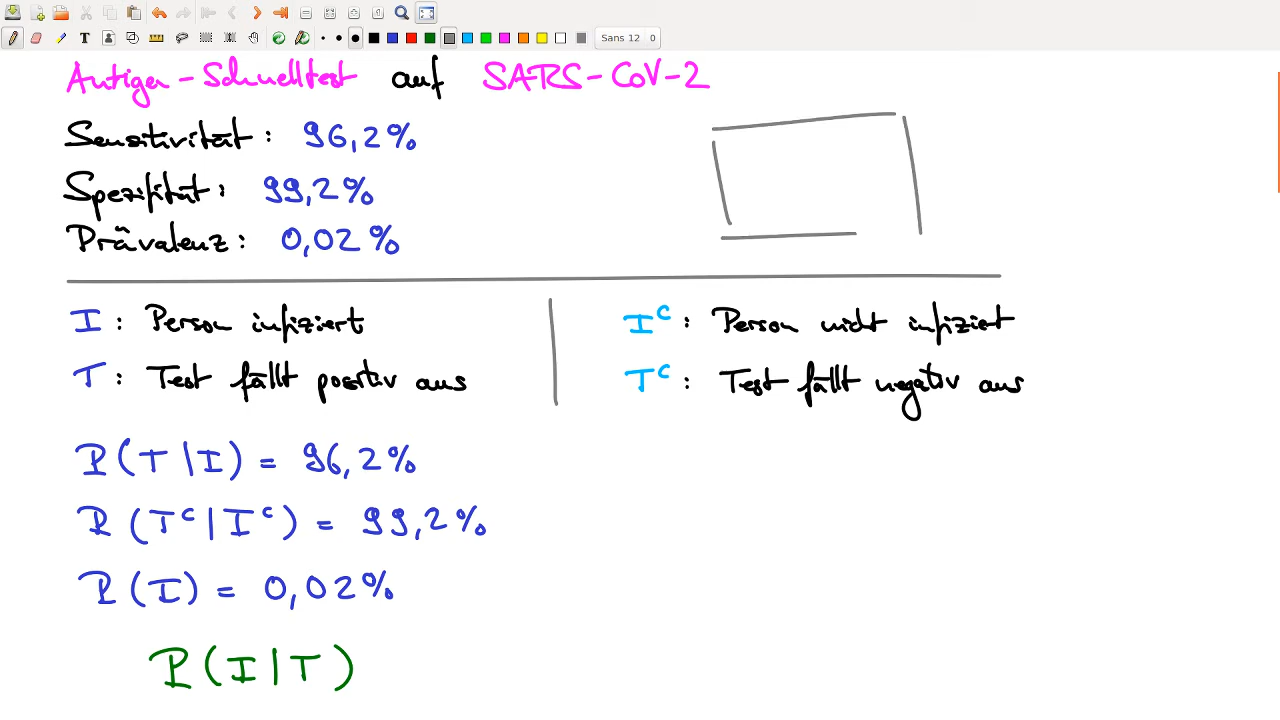 Sans 12 0
Antigen-Schnelltest auf SARS-CoV-2
Sensitivität: 96,2%
Spezifität: 99,2%
Prävalenz: 0,02%
I: Person infiziert
I^C: Person nicht infiziert
T: Test fällt positiv aus
T^C: Test fällt negativ aus
P(T|I) = 96,2%
P(T^C|I^C) = 99,2%
P(I) = 0,02%
P(I|T)